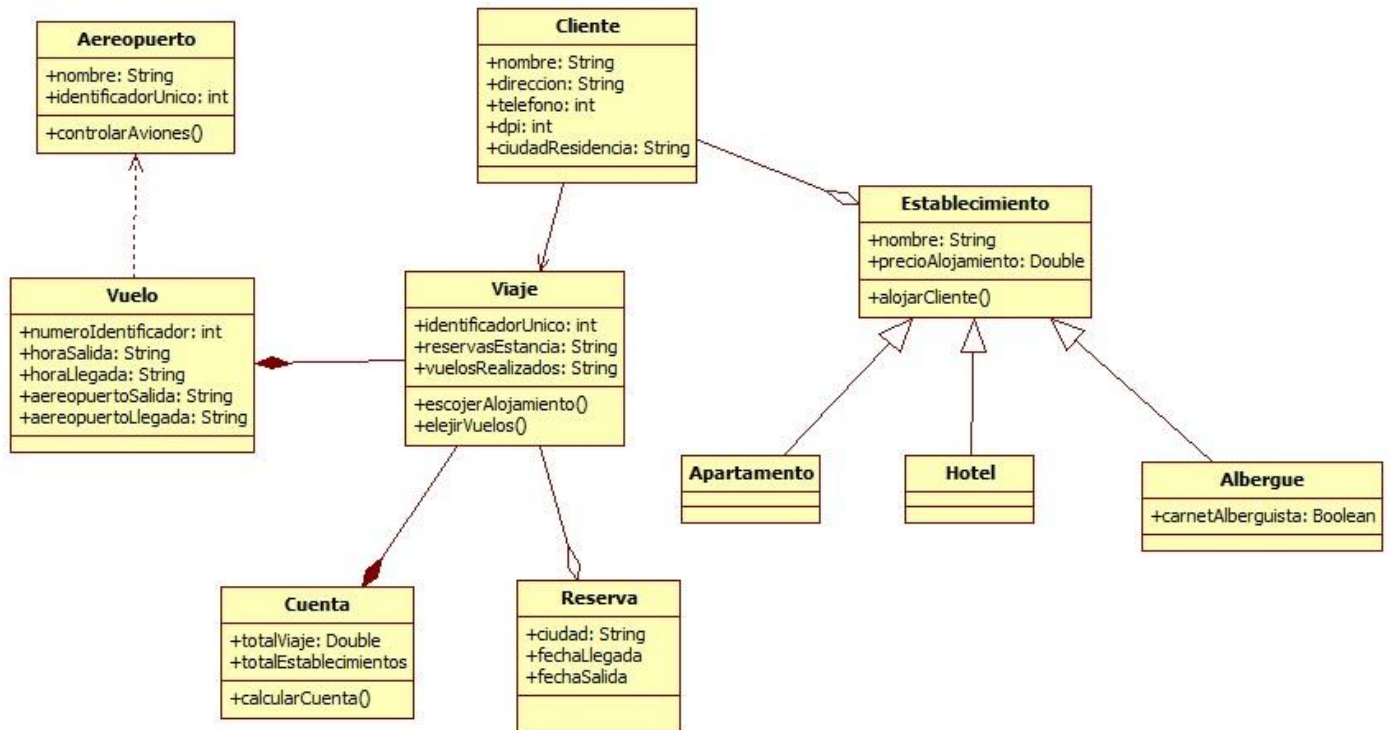 Aereopuerto
+nombre: String
+identificadorUnico: int
+controlarAviones()
Cliente
+nombre: String
+direccion: String
+telefono: int
+dpi: int
+ciudadResidencia: String
Establecimiento
+nombre: String
+precioAlojamiento: Double
+alojarCliente()
Vuelo
+numeroIdentificador: int
+horaSalida: String
+horaLlegada: String
+aereopuertoSalida: String
+aereopuertoLlegada: String
Viaje
+identificadorUnico: int
+reservasEstancia: String
+vuelosRealizados: String
+escojerAlojamiento()
+elejirVuelos()
Apartamento
Hotel
Albergue
+carnetAlberguista: Boolean
Cuenta
+totalViaje: Double
+totalEstablecimientos
+calcularCuenta()
Reserva
+ciudad: String
+fechaLlegada
+fechaSalida